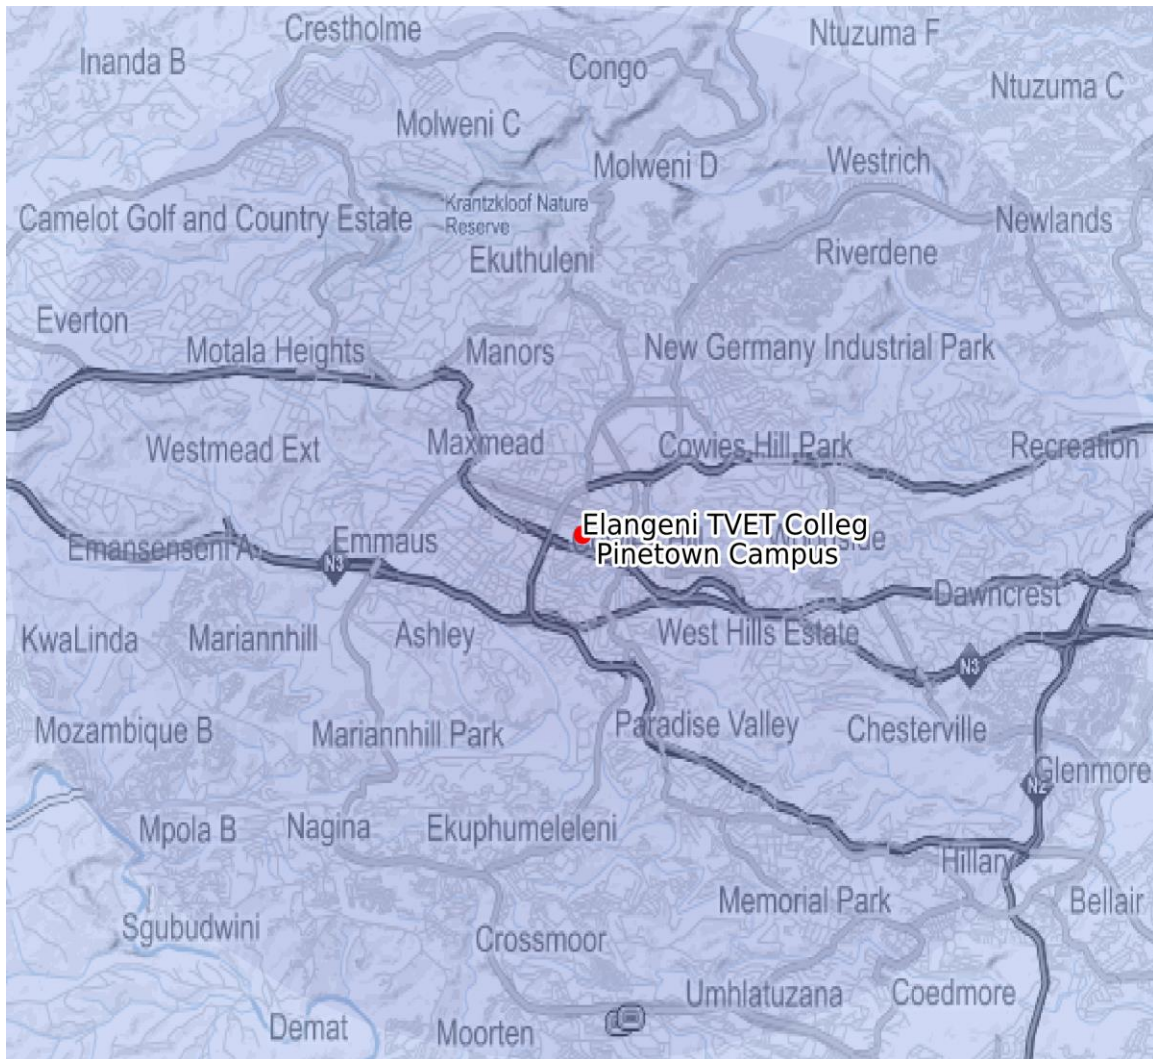 Crestholme
Ntuzuma F
Inanda B
Congo
Ntuzuma C
Molweni C
Molweni D
Westrich
Krantzkloof Nature
Reserve
Camelot Golf and Country Estate
Newlands
Ekuthuleni
Riverdene
Everton
Motala Heights
Manors
New Germany Industrial Park
Westmead Ext
Maxmead
Cowies Hill Park
Recreation
Elangeni TVET Colleg
Pinetown Campus
Emansenseni A
Emmaus
N3
Dawncrest
KwaLinda
Mariannhill
Ashley
West Hills Estate
N3
Mozambique B
Mariannhill Park
Paradise Valley
Chesterville
Glenmore
N2
Mpola B
Nagina
Ekuphumeleleni
Hillary
Memorial Park
Bellair
Sgubudwini
Crossmoor
Umhlatuzana
Coedmore
Demat
Moorten